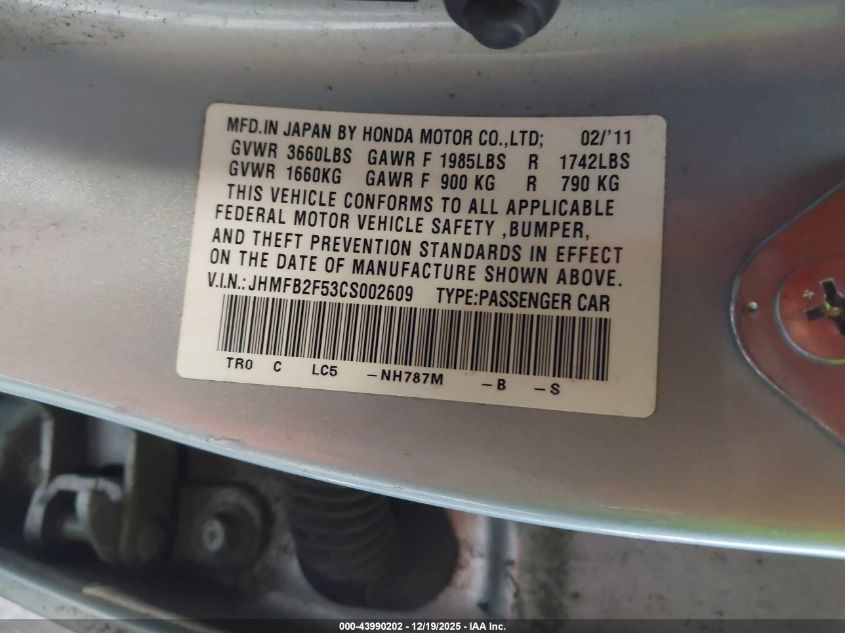 MFD.IN JAPAN BY HONDA MOTOR CO.,LTD; 02/'11
GVWR 3660LBS GAWR F 1985LBS R 1742LBS
GVWR 1660KG GAWR F 900 KG R 790 KG
THIS VEHICLE CONFORMS TO ALL APPLICABLE
FEDERAL MOTOR VEHICLE SAFETY ,BUMPER,
AND THEFT PREVENTION STANDARDS IN EFFECT
ON THE DATE OF MANUFACTURE SHOWN ABOVE.
V.I.N.: JHMFB2F53CS002609 TYPE:PASSENGER CAR
TR0 C LC5 -NH787M -B -S
000-43990202 - 12/19/2025 - IAA Inc.